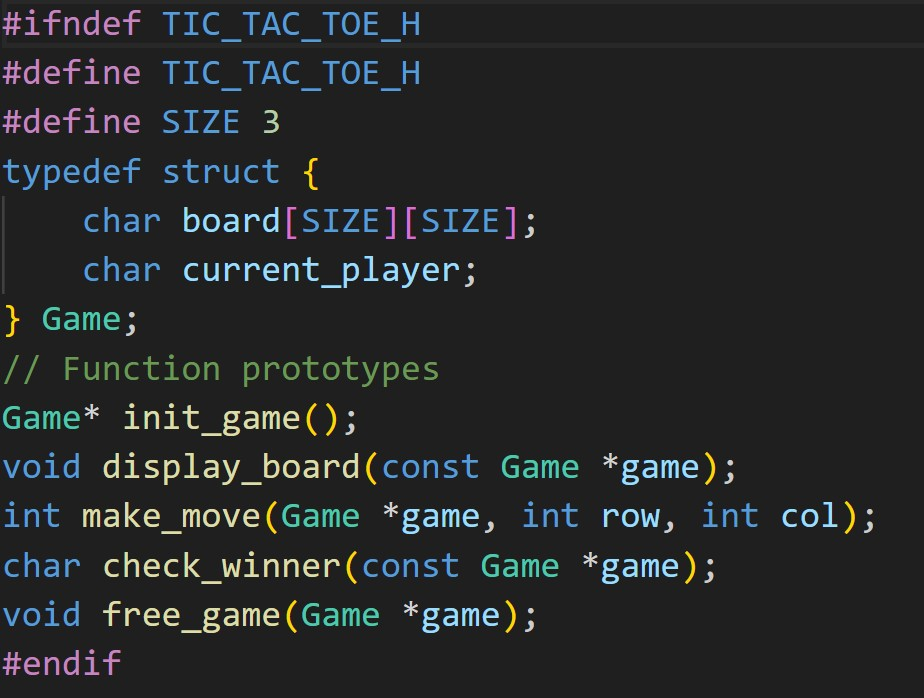 #ifndef TIC_TAC_TOE_H
#define TIC_TAC_TOE_H
#define SIZE 3
typedef struct {
    char board[SIZE][SIZE];
    char current_player;
} Game;
// Function prototypes
Game* init_game();
void display_board(const Game *game);
int make_move(Game *game, int row, int col);
char check_winner(const Game *game);
void free_game(Game *game);
#endif